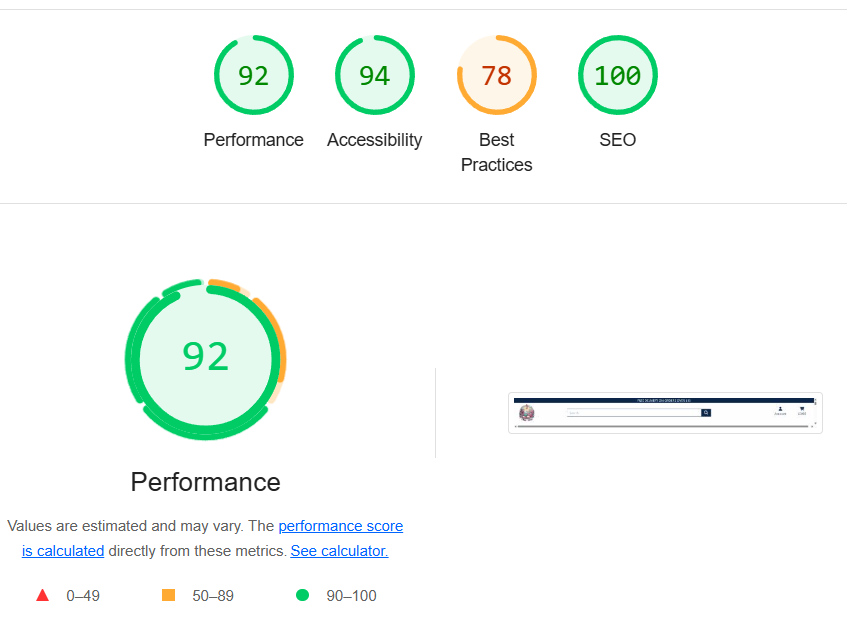 92
94
78
100
Performance
Accessibility
Best
Practices
SEO
92
Performance
Values are estimated and may vary. The performance score
is calculated directly from these metrics. See calculator.
0–49
50–89
90–100